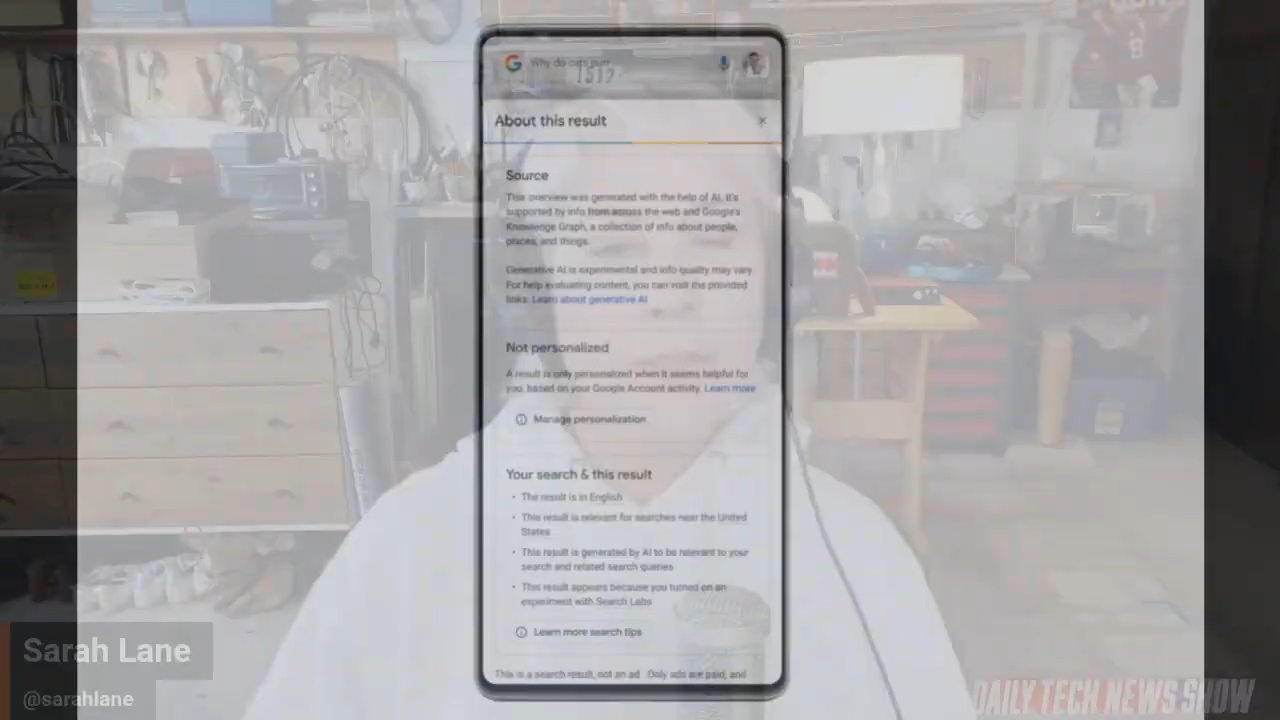 Why do cats purr
About this result
Source
This overview was generated with the help of AI. It's
supported by info from across the web and Google's
Knowledge Graph, a collection of info about people,
places, and things.
Generative AI is experimental and info quality may vary.
For help evaluating content, you can visit the provided
links. Learn about generative AI
Not personalized
A result is only personalized when it seems helpful for
you, based on your Google Account activity. Learn more
Manage personalization
Your search & this result
The result is in English
This result is relevant for searches near the United
States
This result is generated by AI to be relevant to your
search and related search queries
This result appears because you turned on an
experiment with Search Labs
Learn more search tips
This is a search result, not an ad. Only ads are paid, and
Sarah Lane
@sarahlane
DAILY TECH NEWS SHOW